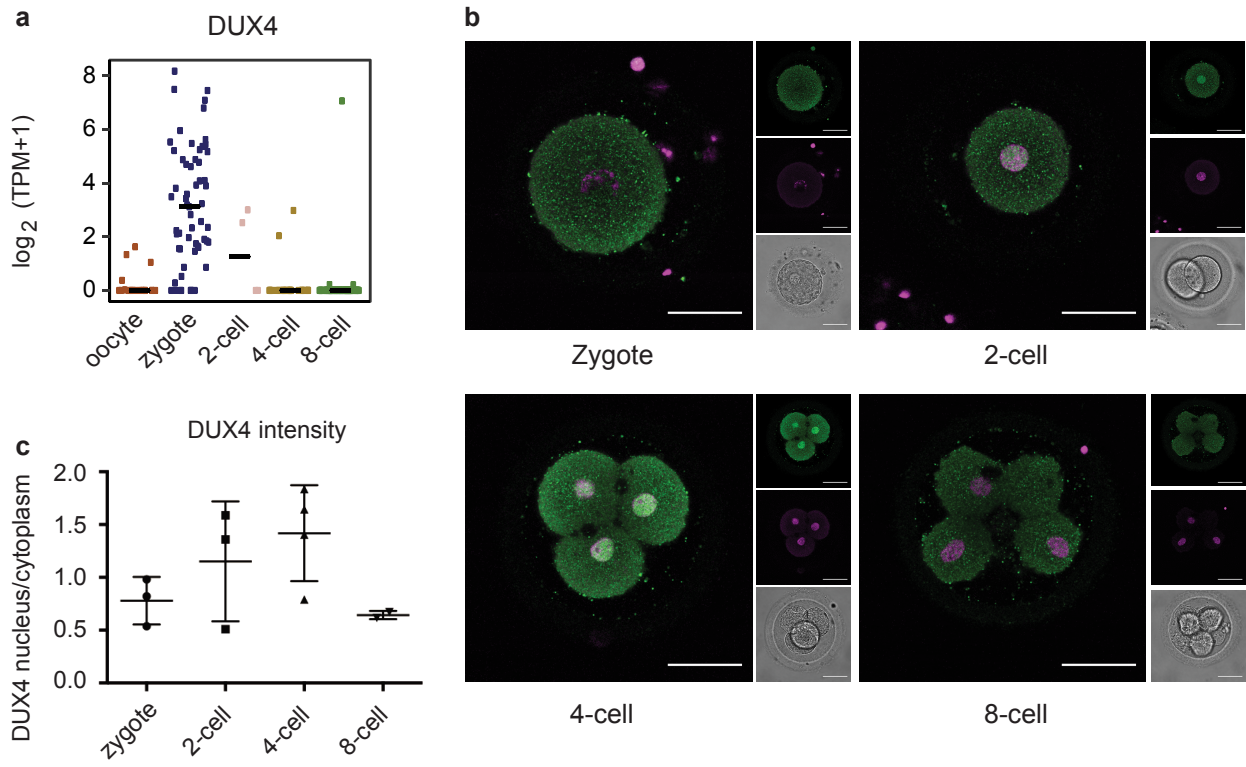 a
DUX4
log2 (TPM+1)
8
6
4
2
0
oocyte
zygote
2-cell
4-cell
8-cell
b
Zygote
2-cell
4-cell
8-cell
c
DUX4 intensity
DUX4 nucleus/cytoplasm
2.0
1.5
1.0
0.5
0.0
zygote
2-cell
4-cell
8-cell